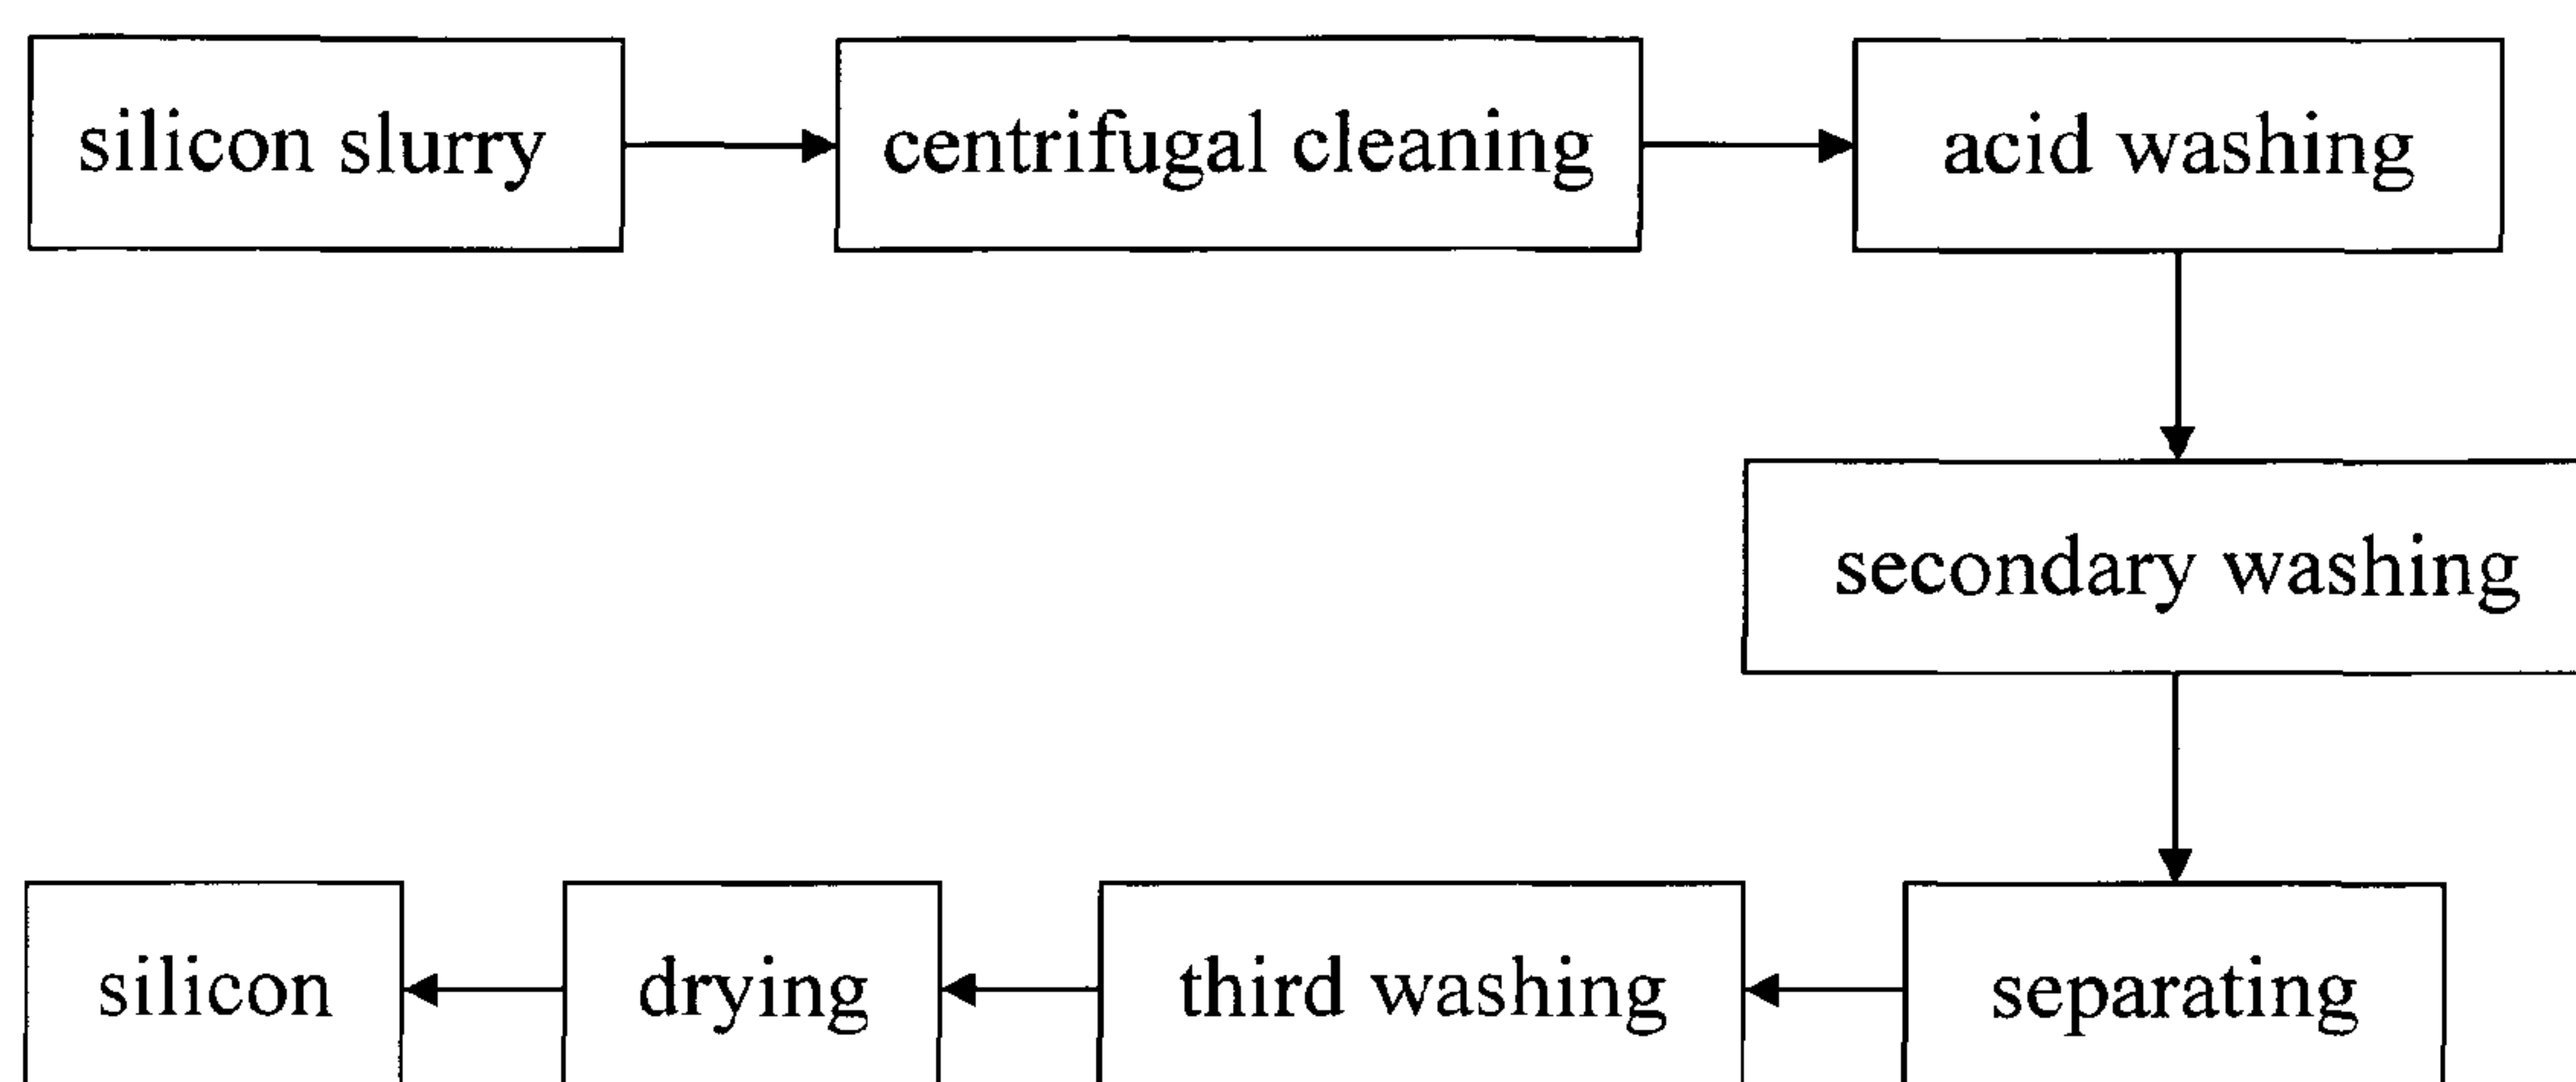 silicon slurry
centrifugal cleaning
acid washing
secondary washing
separating
third washing
drying
silicon